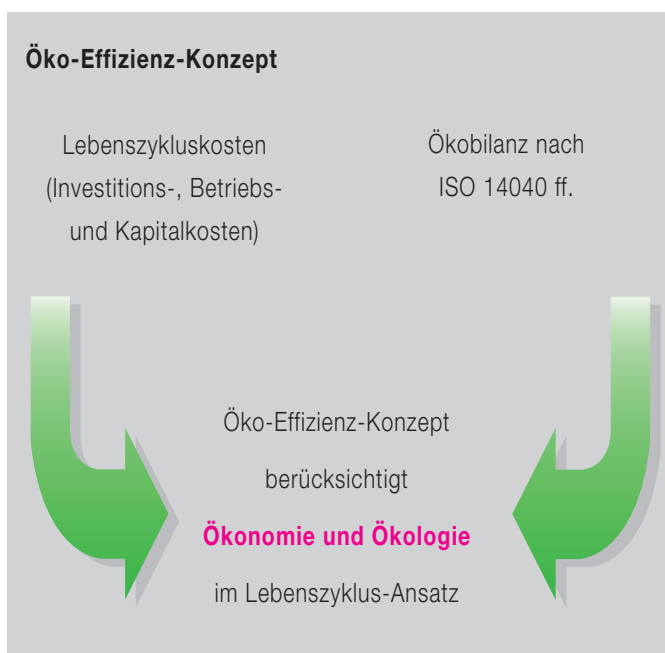 Öko-Effizienz-Konzept
Lebenszykluskosten
(Investitions-, Betriebs-
und Kapitalkosten)
Ökobilanz nach
ISO 14040 ff.
Öko-Effizienz-Konzept
berücksichtigt
Ökonomie und Ökologie
im Lebenszyklus-Ansatz